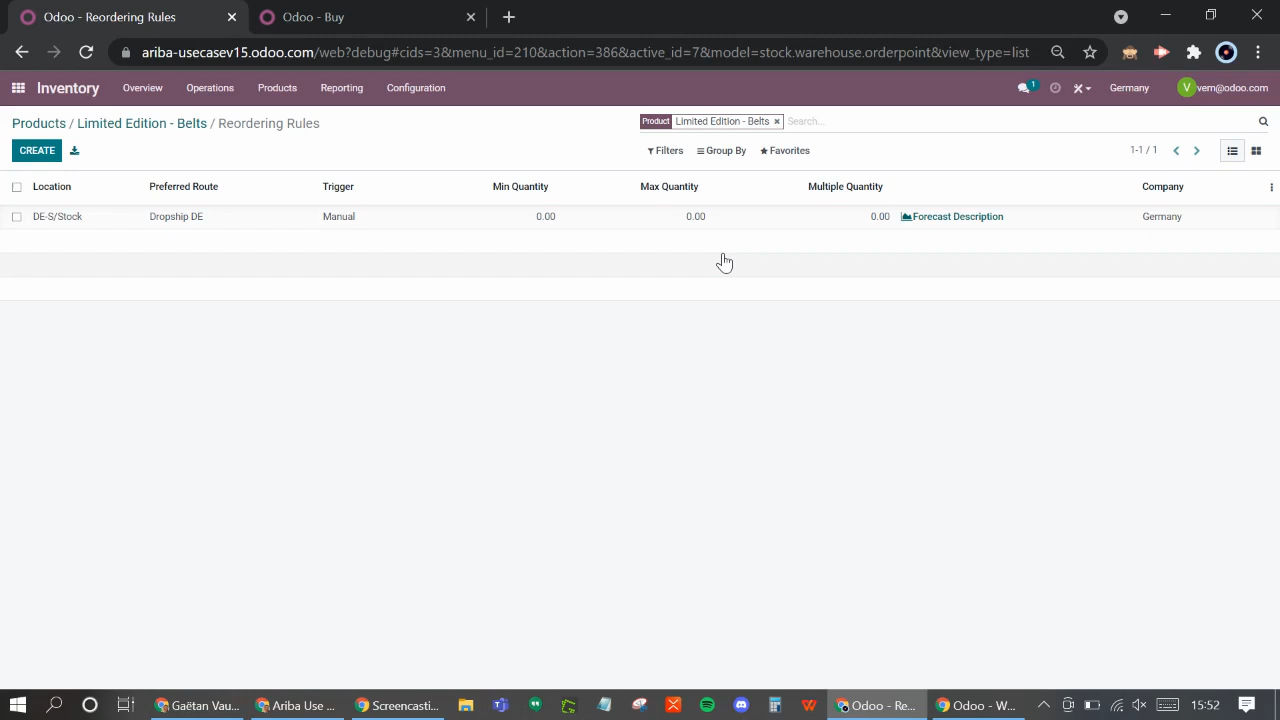 Odoo - Reordering Rules
Odoo - Buy
ariba-usecasev15.odoo.com/web?debug#cids=3&menu_id=210&action=386&active_id=7&model=stock.warehouse.orderpoint&view_type=list
Inventory Overview Operations Products Reporting Configuration 1 Germany V vem@odoo.com
Products / Limited Edition - Belts / Reordering Rules
Product Limited Edition - Belts × Search...
CREATE Filters Group By Favorites 1-1 / 1
Location Preferred Route Trigger Min Quantity Max Quantity Multiple Quantity Company
DE-S/Stock Dropship DE Manual 0.00 0.00 0.00 Forecast Description Germany
Gaëtan Vau... Ariba Use ... Screencasti... Odoo - Re... Odoo - W... 15:52